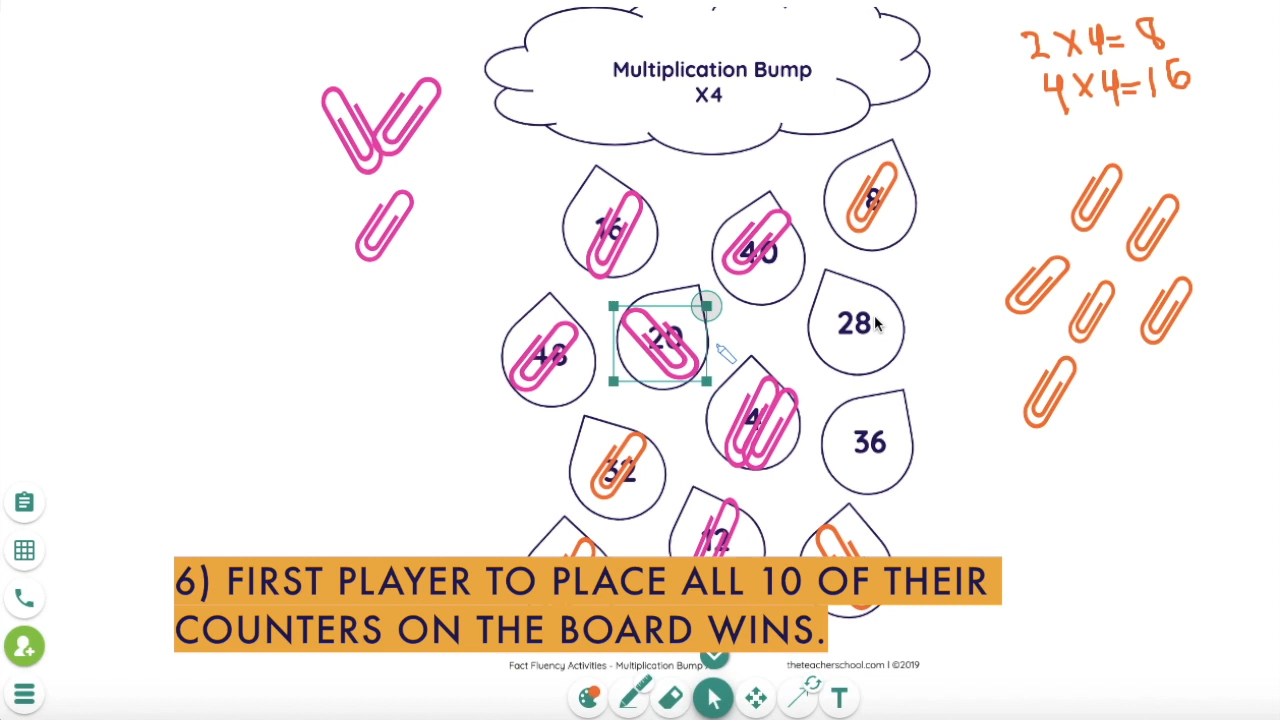 Multiplication Bump
X4
2 X 4 = 8
4 X 4 = 16
8
16
40
28
20
48
4
36
32
12
6) FIRST PLAYER TO PLACE ALL 10 OF THEIR
COUNTERS ON THE BOARD WINS.
Fact Fluency Activities - Multiplication Bump
theteacherschool.com | ©2019
T